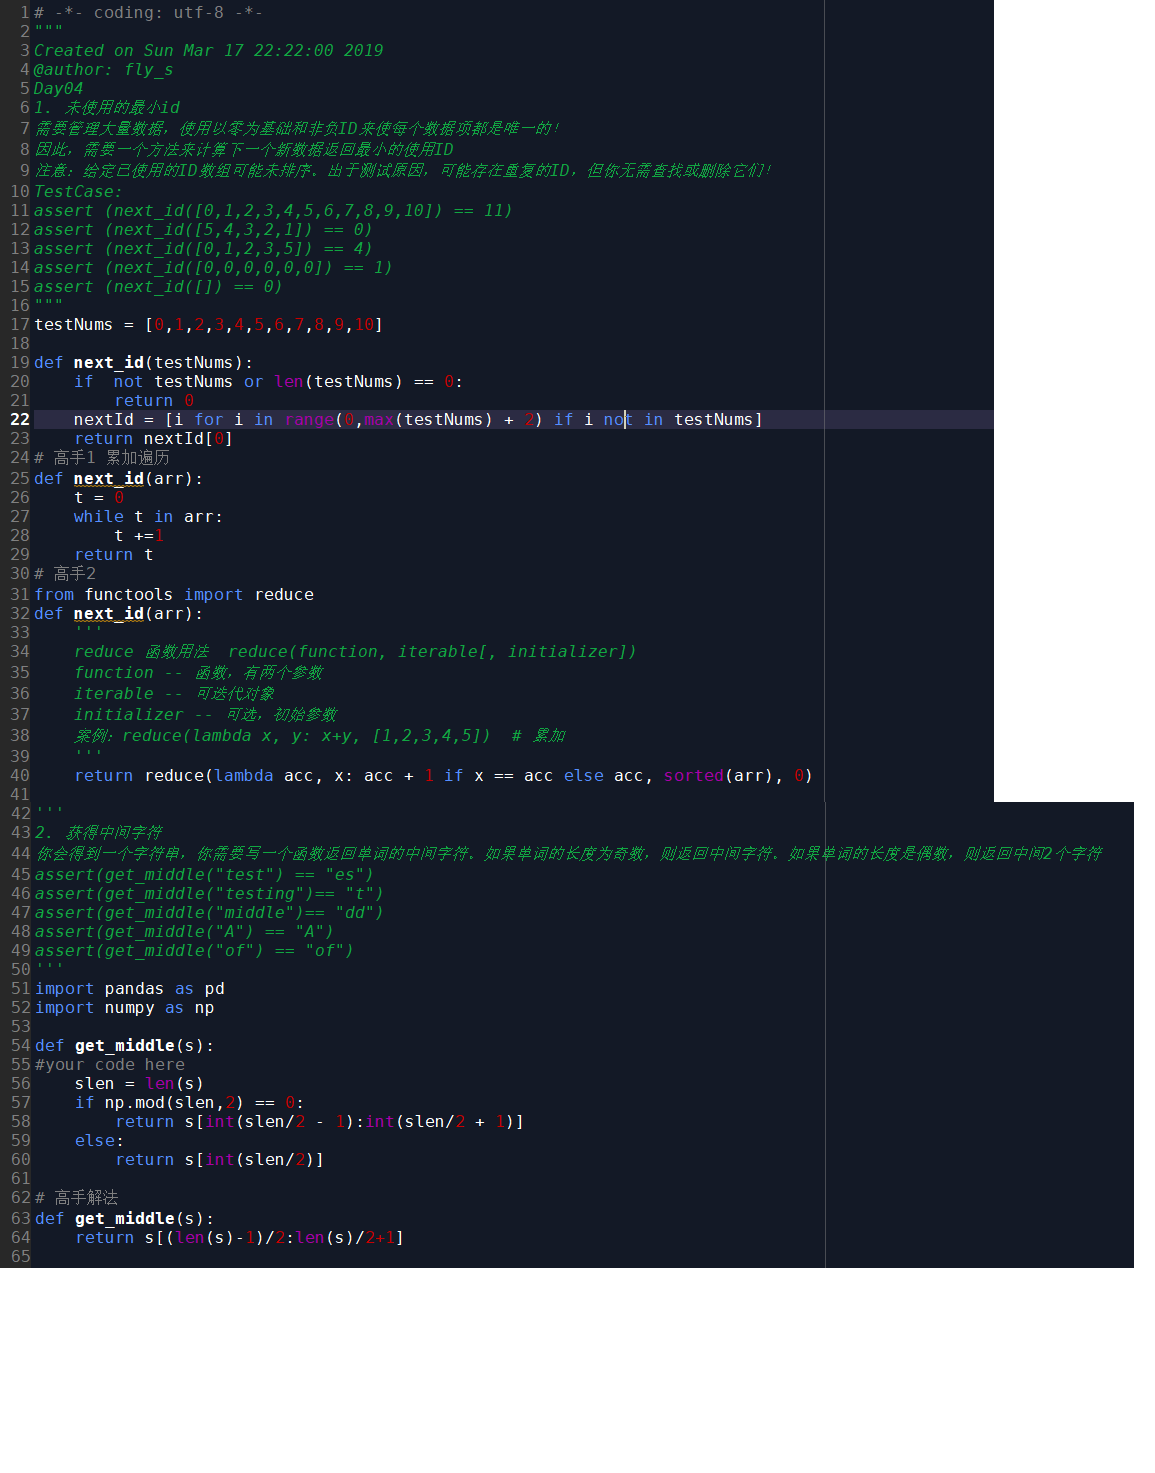 1 # -*- coding: utf-8 -*-
2 """
3 Created on Sun Mar 17 22:22:00 2019
4 @author: fly_s
5 Day04
6 1. 未使用的最小id
7 需要管理大量数据，使用以零为基础和非负ID来使每个数据项都是唯一的！
8 因此，需要一个方法来计算下一个新数据返回最小的使用ID
9 注意：给定已使用的ID数组可能未排序。出于测试原因，可能存在重复的ID，但你无需查找或删除它们！
10 TestCase:
11 assert (next_id([0,1,2,3,4,5,6,7,8,9,10]) == 11)
12 assert (next_id([5,4,3,2,1]) == 0)
13 assert (next_id([0,1,2,3,5]) == 4)
14 assert (next_id([0,0,0,0,0,0]) == 1)
15 assert (next_id([]) == 0)
16 """
17 testNums = [0,1,2,3,4,5,6,7,8,9,10]
18
19 def next_id(testNums):
20     if  not testNums or len(testNums) == 0:
21         return 0
22     nextId = [i for i in range(0,max(testNums) + 2) if i not in testNums]
23     return nextId[0]
24 # 高手1 累加遍历
25 def next_id(arr):
26     t = 0
27     while t in arr:
28         t +=1
29     return t
30 # 高手2
31 from functools import reduce
32 def next_id(arr):
33     '''
34     reduce 函数用法  reduce(function, iterable[, initializer])
35     function -- 函数，有两个参数
36     iterable -- 可迭代对象
37     initializer -- 可选，初始参数
38     案例：reduce(lambda x, y: x+y, [1,2,3,4,5])  # 累加
39     '''
40     return reduce(lambda acc, x: acc + 1 if x == acc else acc, sorted(arr), 0)
41
42 '''
43 2. 获得中间字符
44 你会得到一个字符串，你需要写一个函数返回单词的中间字符。如果单词的长度为奇数，则返回中间字符。如果单词的长度是偶数，则返回中间2个字符
45 assert(get_middle("test") == "es")
46 assert(get_middle("testing")== "t")
47 assert(get_middle("middle")== "dd")
48 assert(get_middle("A") == "A")
49 assert(get_middle("of") == "of")
50 '''
51 import pandas as pd
52 import numpy as np
53
54 def get_middle(s):
55 #your code here
56     slen = len(s)
57     if np.mod(slen,2) == 0:
58         return s[int(slen/2 - 1):int(slen/2 + 1)]
59     else:
60         return s[int(slen/2)]
61
62 # 高手解法
63 def get_middle(s):
64     return s[(len(s)-1)/2:len(s)/2+1]
65